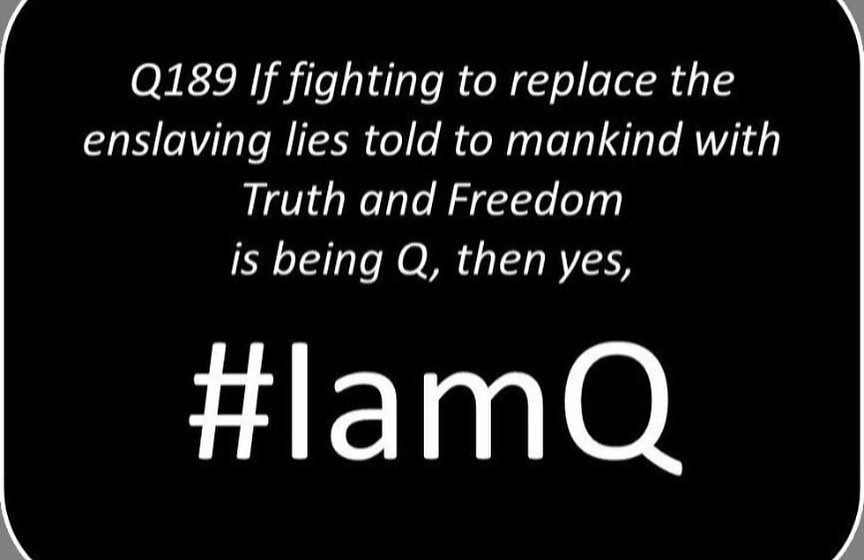 Q189 If fighting to replace the
enslaving lies told to mankind with
Truth and Freedom
is being Q, then yes,
#IamQ